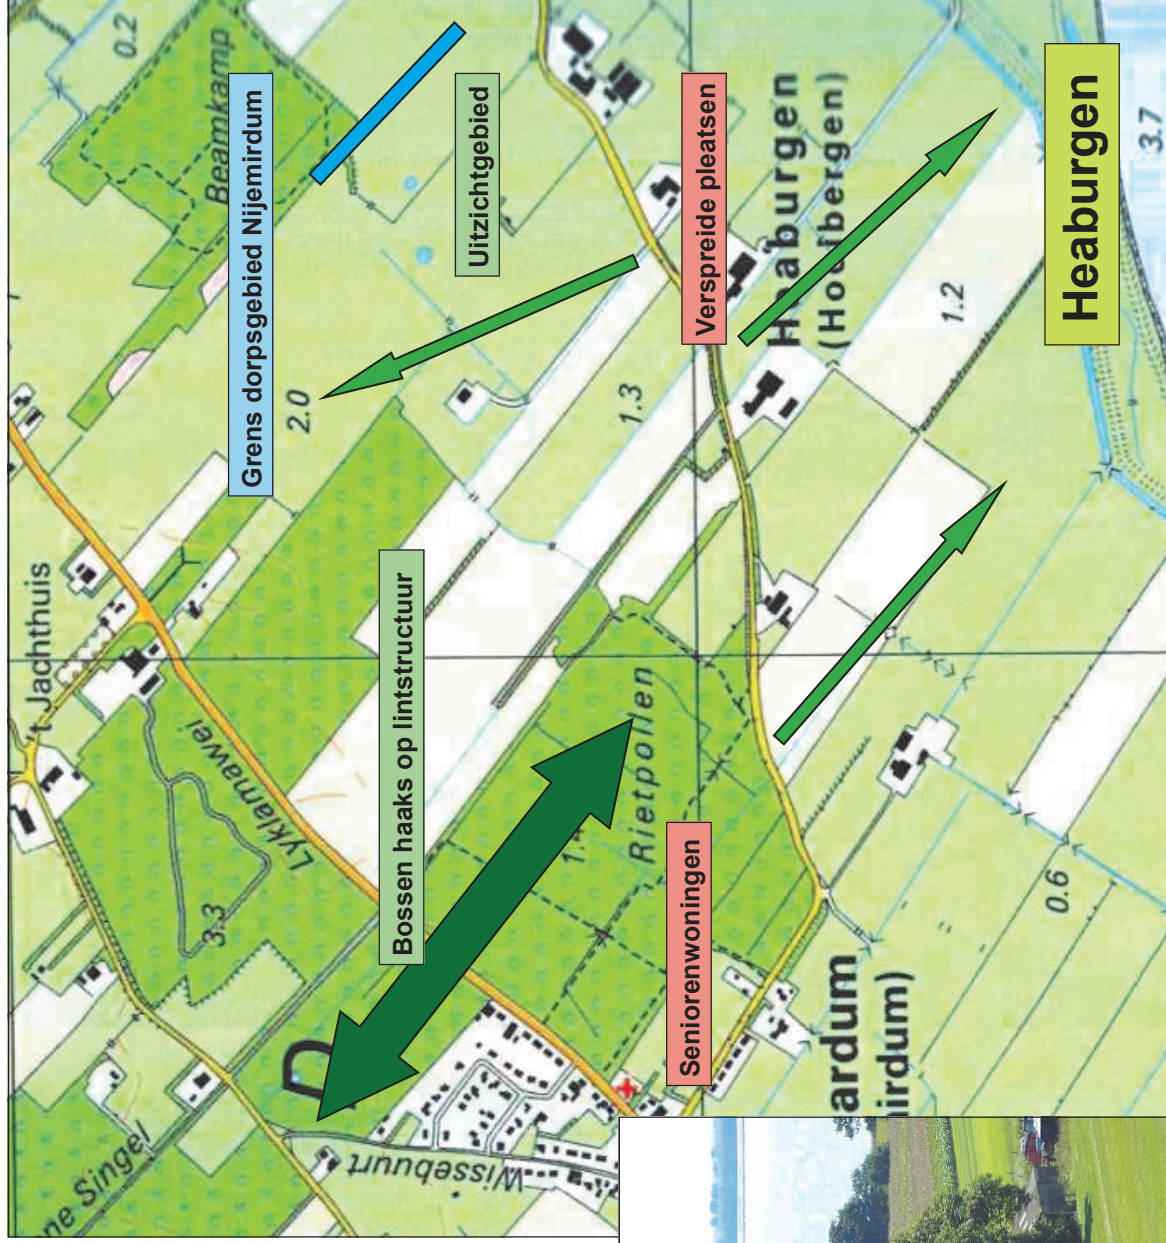 ne Singel
Wissebuurt
't Jachthuis
Lyklamawei
3.3
Bossen haaks op lintstructuur
Grens dorpsgebied Nijemirdum
Beamkamp
0.2
2.0
Uitzichtgebied
1.3
1.4
Rietpollen
Seniorenwoningen
Verspreide pleatsen
Heaburgen
ardum
irdum)
1.2
0.6
Heaburgen
3.7